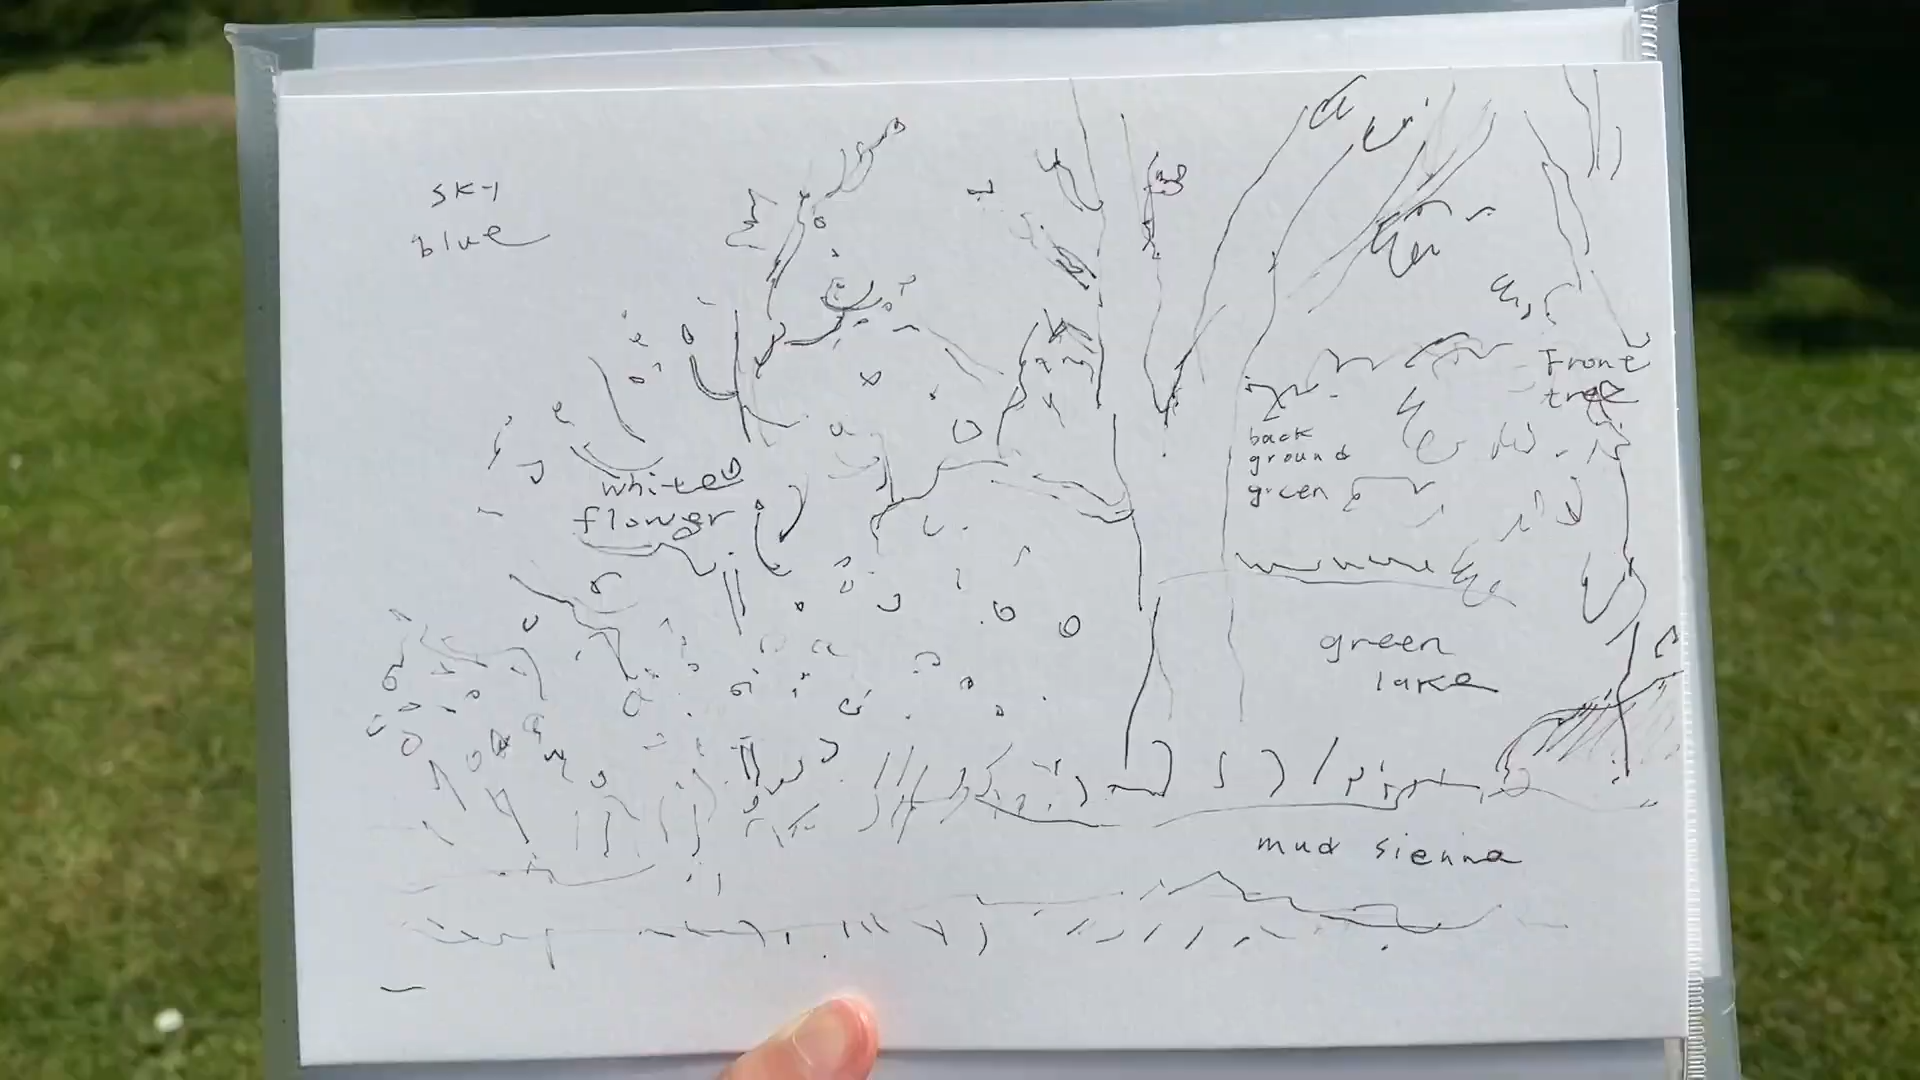 sky
blue
Front
tree
back
ground
green
white
flower
green
lake
mud sienna